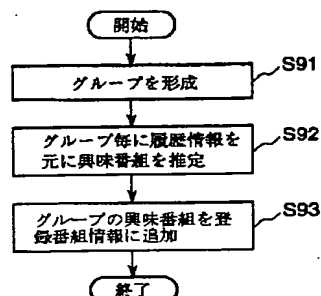 開始
グループを形成
S91
グループ毎に履歴情報を
元に興味番組を推定
S92
グループの興味番組を登
録番組情報に追加
S93
終了